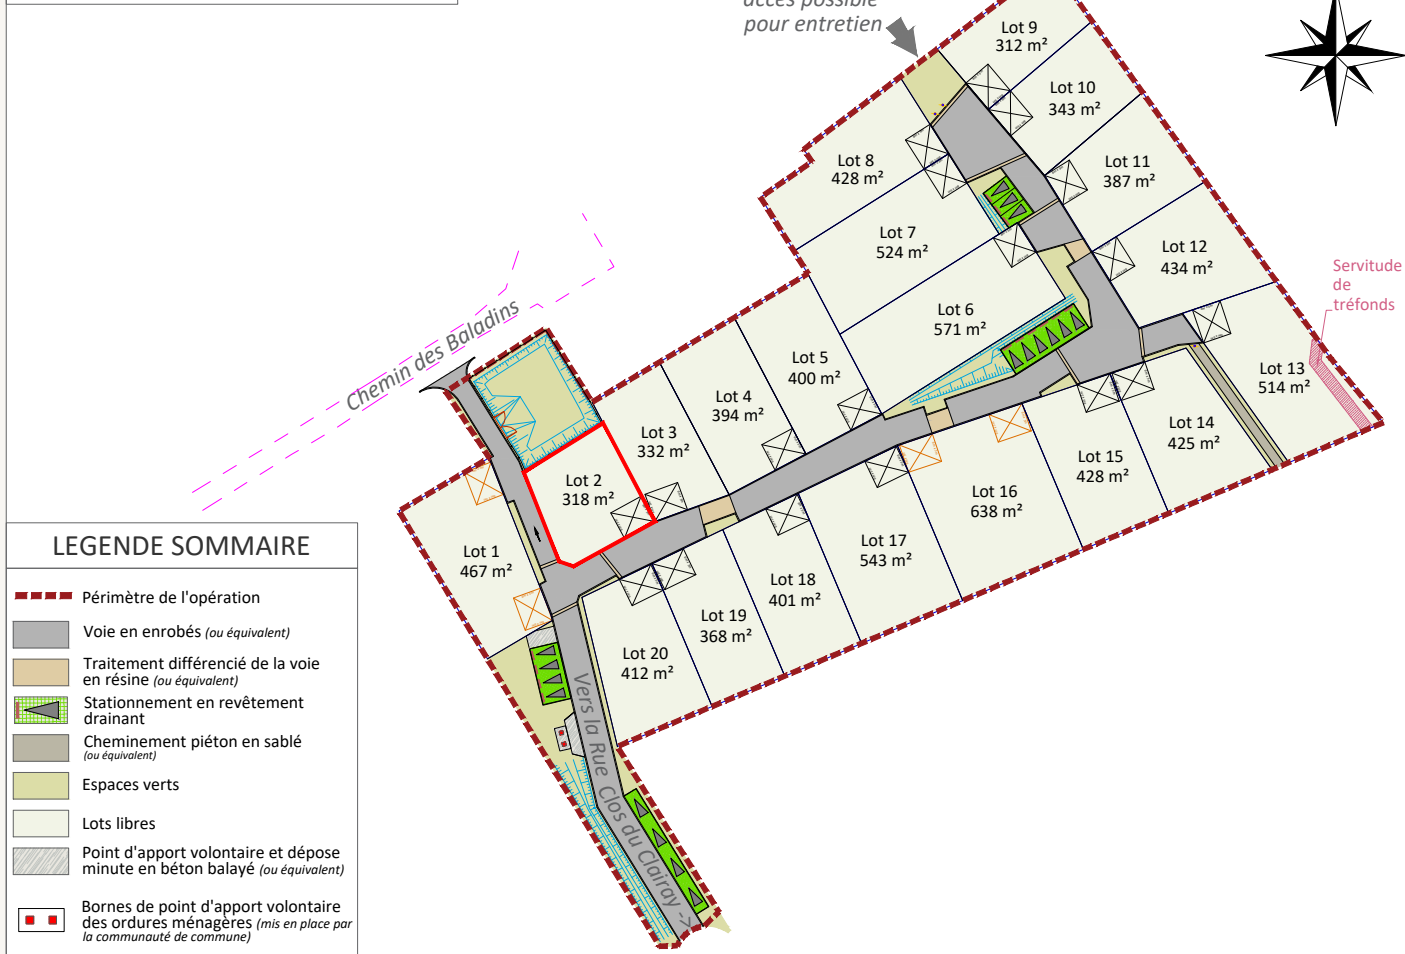 accès possible
pour entretien
Lot 9
312 m²
Lot 10
343 m²
Lot 11
387 m²
Lot 8
428 m²
Lot 7
524 m²
Lot 12
434 m²
Servitude
de
tréfonds
Lot 6
571 m²
Chemin des Baladins
Lot 5
400 m²
Lot 13
514 m²
Lot 4
394 m²
Lot 3
332 m²
Lot 14
425 m²
Lot 15
428 m²
Lot 2
318 m²
Lot 16
638 m²
Lot 17
543 m²
Lot 1
467 m²
Lot 18
401 m²
Lot 19
368 m²
Lot 20
412 m²
Vers la Rue Clos du Clairay ->
LEGENDE SOMMAIRE
Périmètre de l'opération
Voie en enrobés (ou équivalent)
Traitement différencié de la voie
en résine (ou équivalent)
Stationnement en revêtement
drainant
Cheminement piéton en sablé
(ou équivalent)
Espaces verts
Lots libres
Point d'apport volontaire et dépose
minute en béton balayé (ou équivalent)
Bornes de point d'apport volontaire
des ordures ménagères (mis en place par
la communauté de commune)